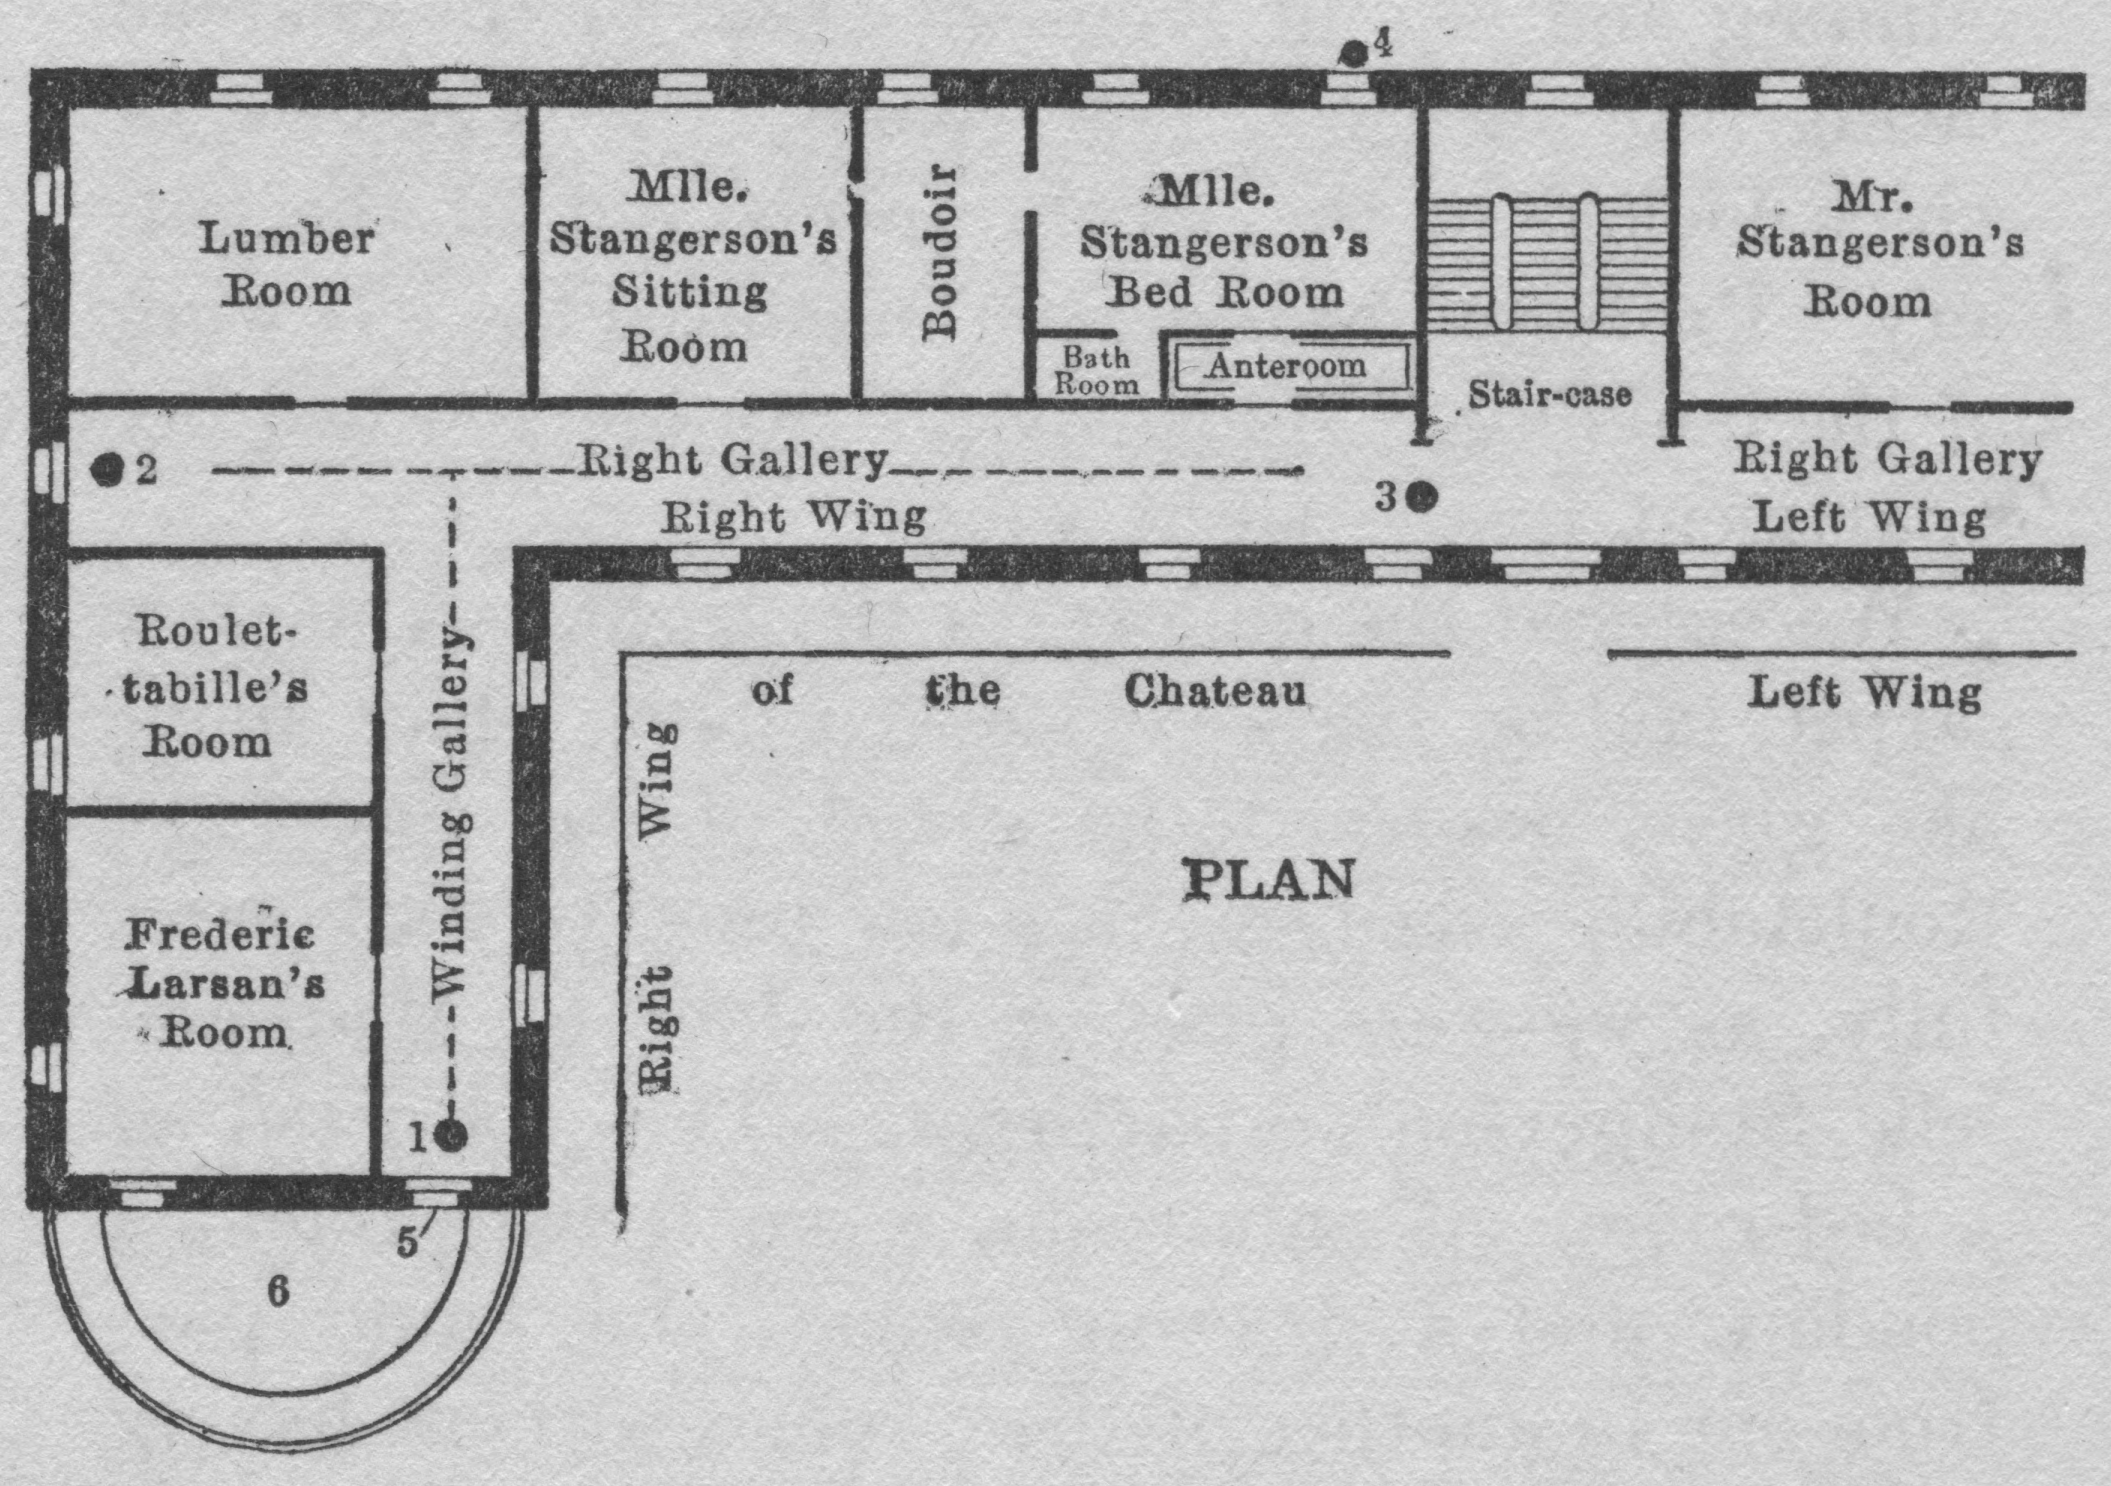 4
Lumber
Room
Mlle.
Stangerson's
Sitting
Room
Boudoir
Mlle.
Stangerson's
Bed Room
Bath
Room
Anteroom
Stair-case
Mr.
Stangerson's
Room
2
Right Gallery
Right Wing
3
Right Gallery
Left Wing
Roulet-
tabille's
Room
Winding Gallery
Frederic
Larsan's
Room
1
5
6
Right Wing
of the Chateau
Left Wing
PLAN